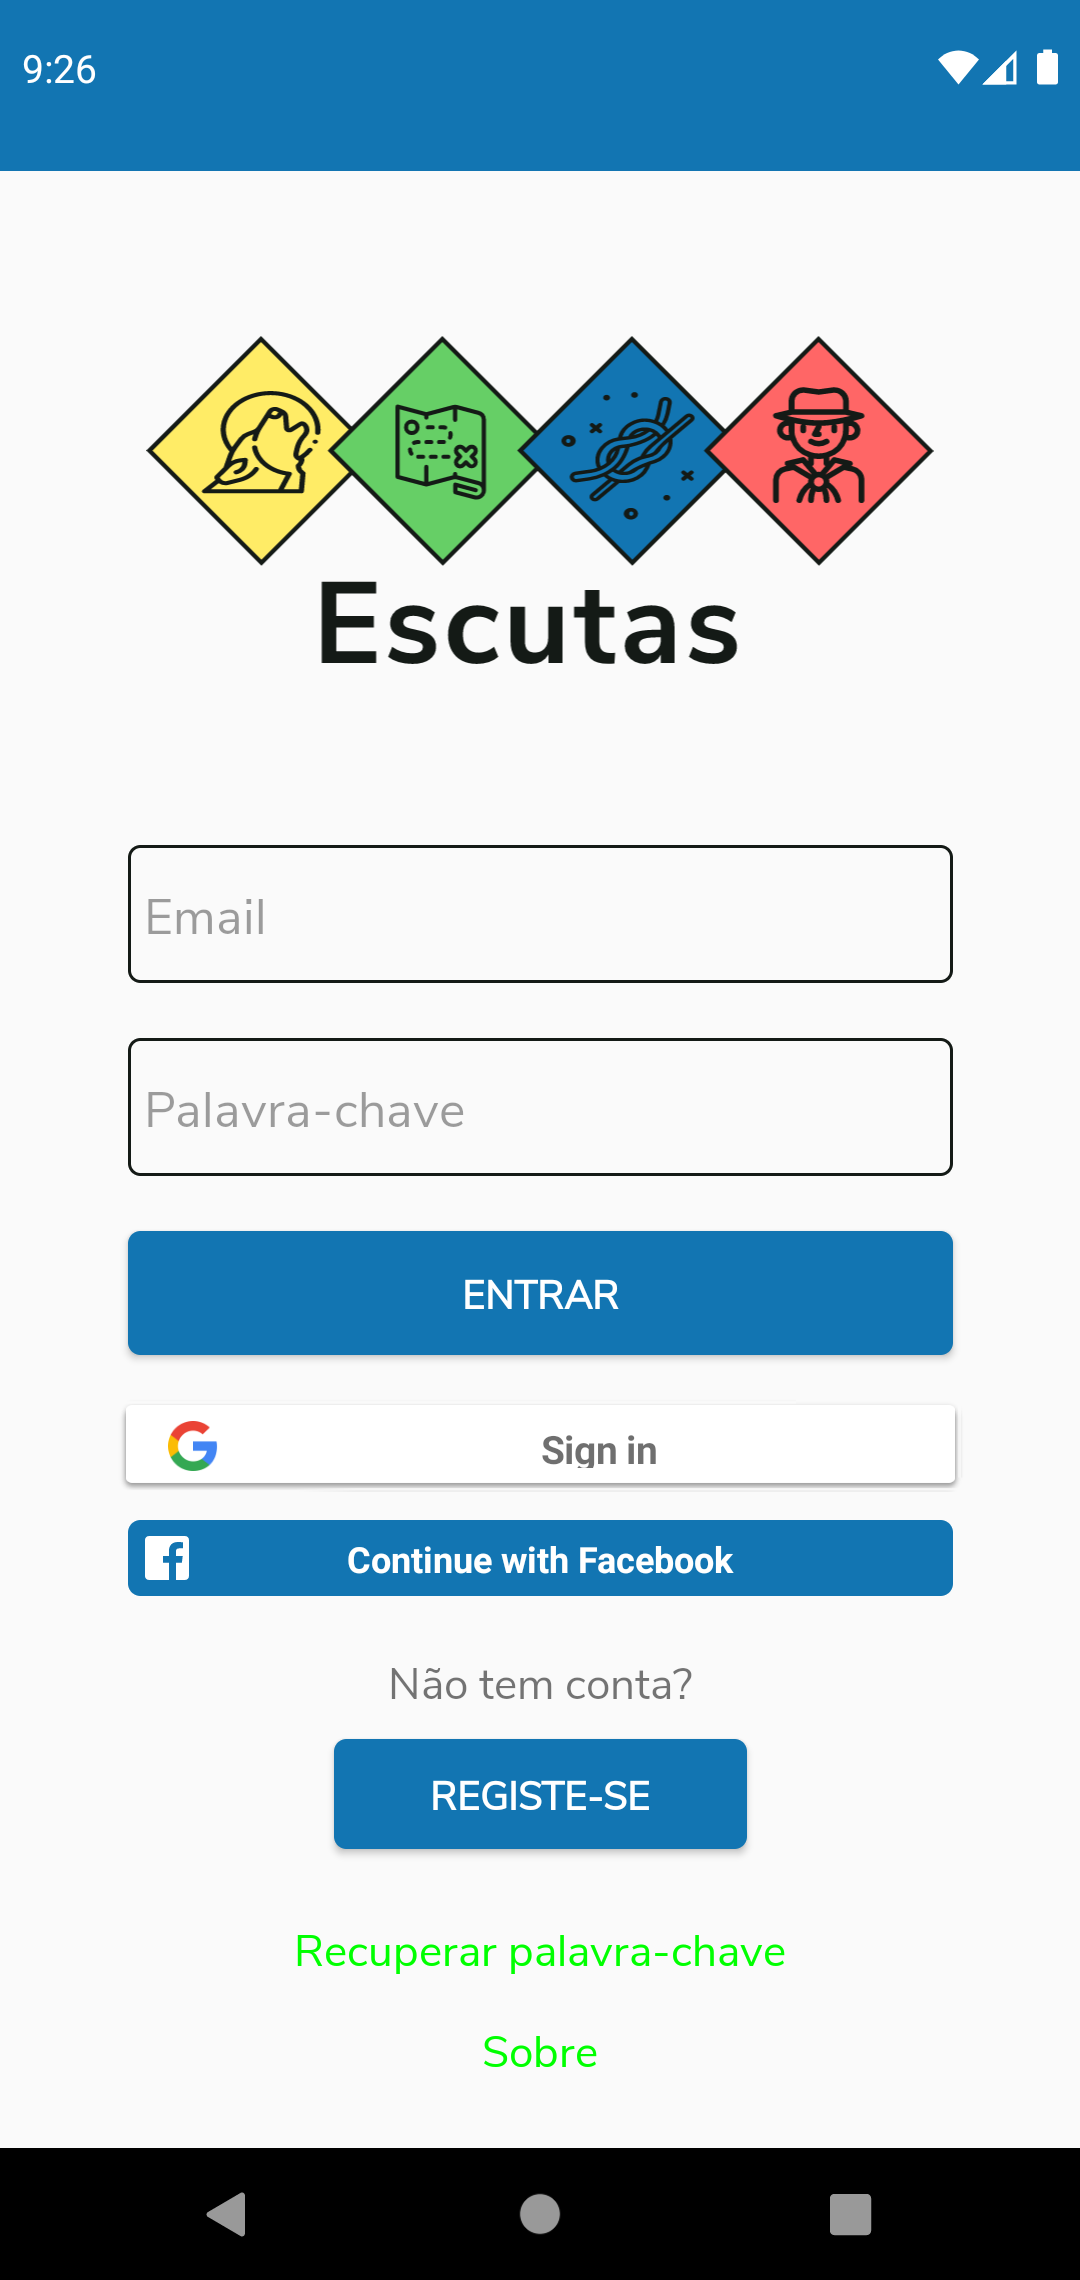 9:26
Escutas
Email
Palavra-chave
ENTRAR
Sign in
Continue with Facebook
Não tem conta?
REGISTE-SE
Recuperar palavra-chave
Sobre